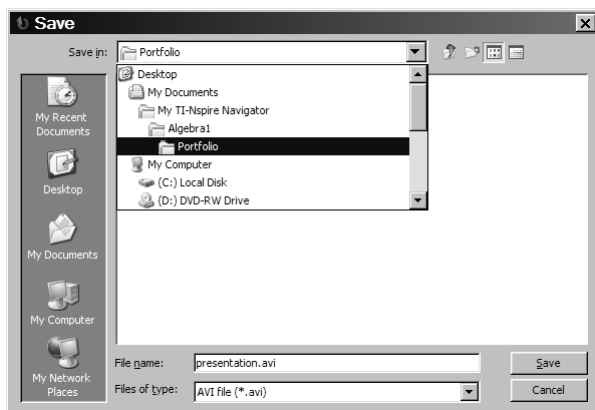 Save
Save in: Portfolio
Desktop
My Documents
My TI-Nspire Navigator
Algebra1
Portfolio
My Computer
(C:) Local Disk
(D:) DVD-RW Drive
My Recent
Documents
Desktop
My Documents
My Computer
My Network
Places
File name: presentation.avi
Save
Files of type: AVI file (*.avi)
Cancel